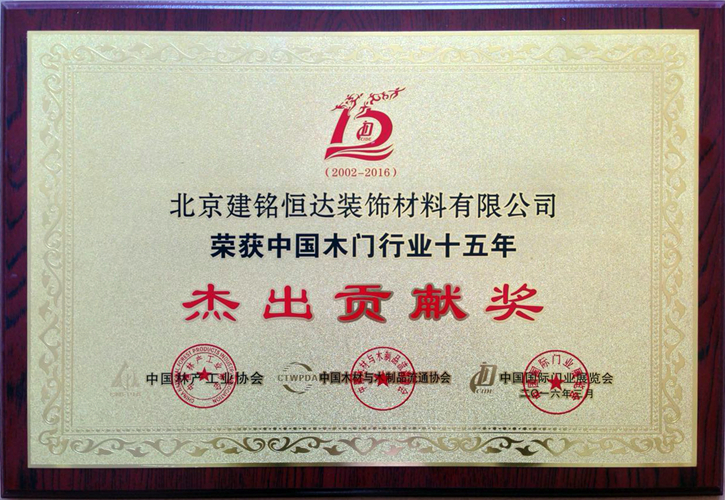 (2002-2016)
北京建铭恒达装饰材料有限公司
荣获中国木门行业十五年
杰出贡献奖
中国林产工业协会
CTWPDA 中国木材与木制品流通协会
CIDE 中国国际门业展览会